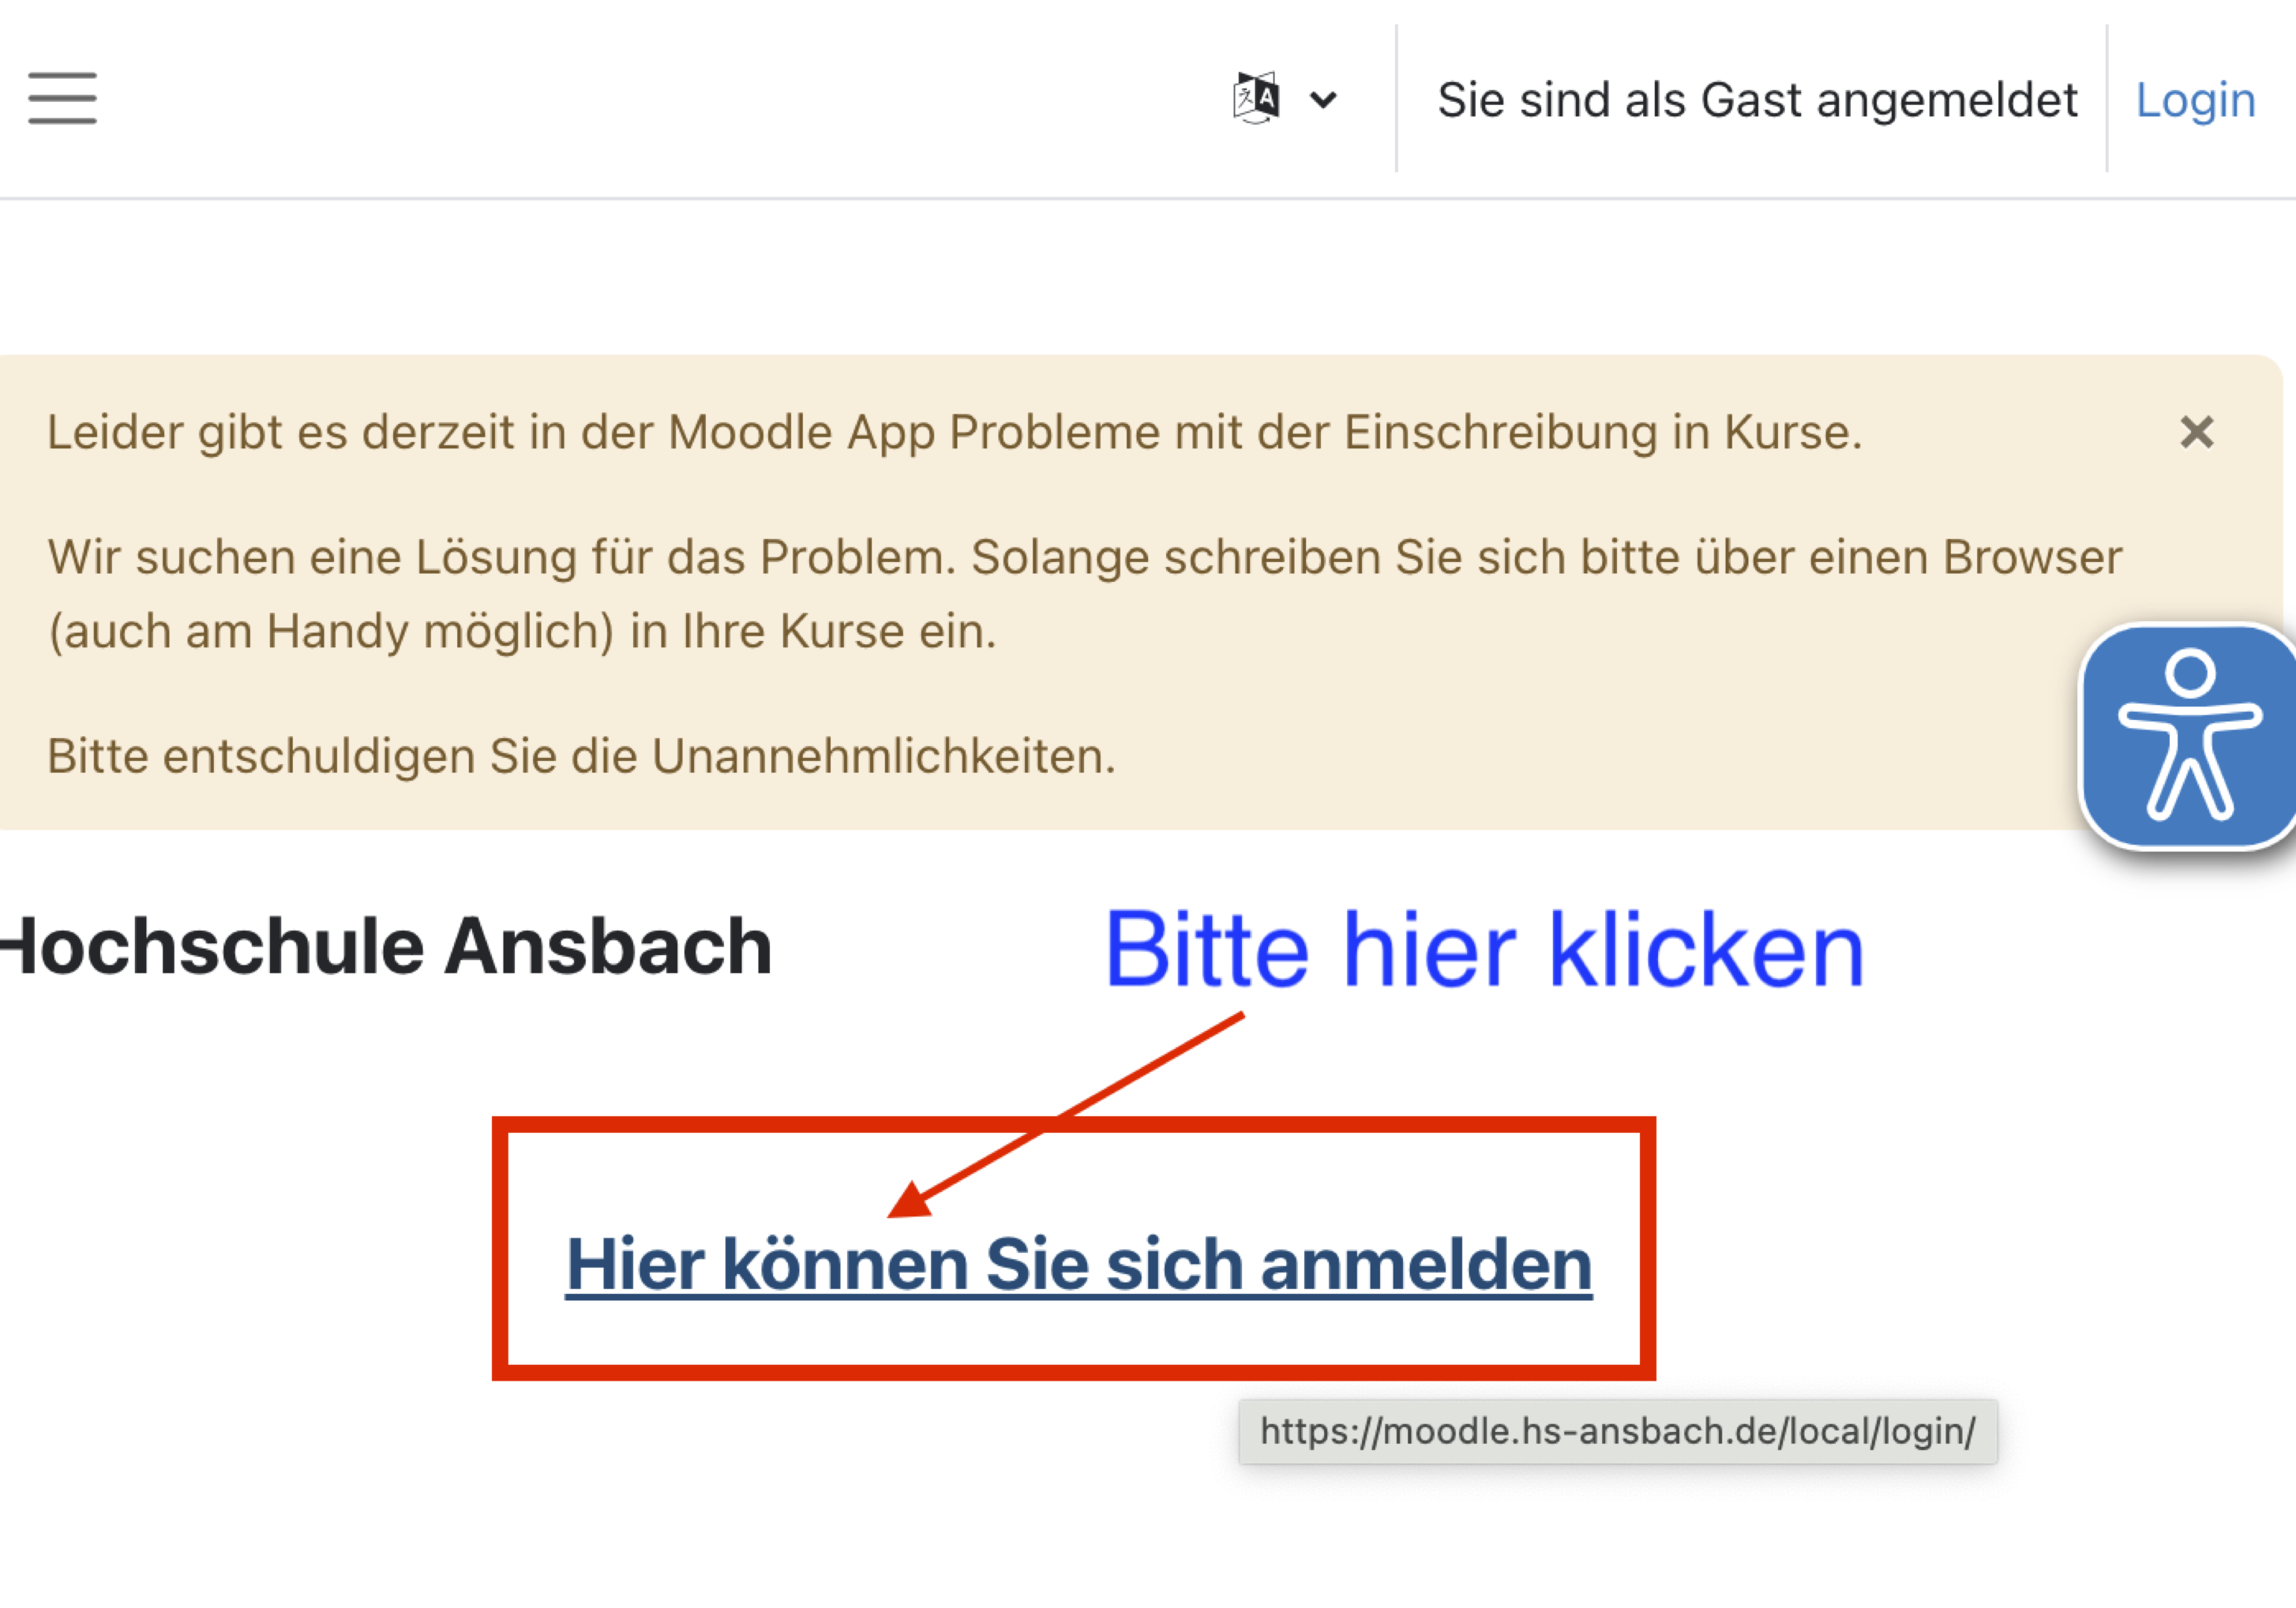 Sie sind als Gast angemeldet
Login
Leider gibt es derzeit in der Moodle App Probleme mit der Einschreibung in Kurse.
Wir suchen eine Lösung für das Problem. Solange schreiben Sie sich bitte über einen Browser
(auch am Handy möglich) in Ihre Kurse ein.
Bitte entschuldigen Sie die Unannehmlichkeiten.
Hochschule Ansbach
Bitte hier klicken
Hier können Sie sich anmelden
https://moodle.hs-ansbach.de/local/login/